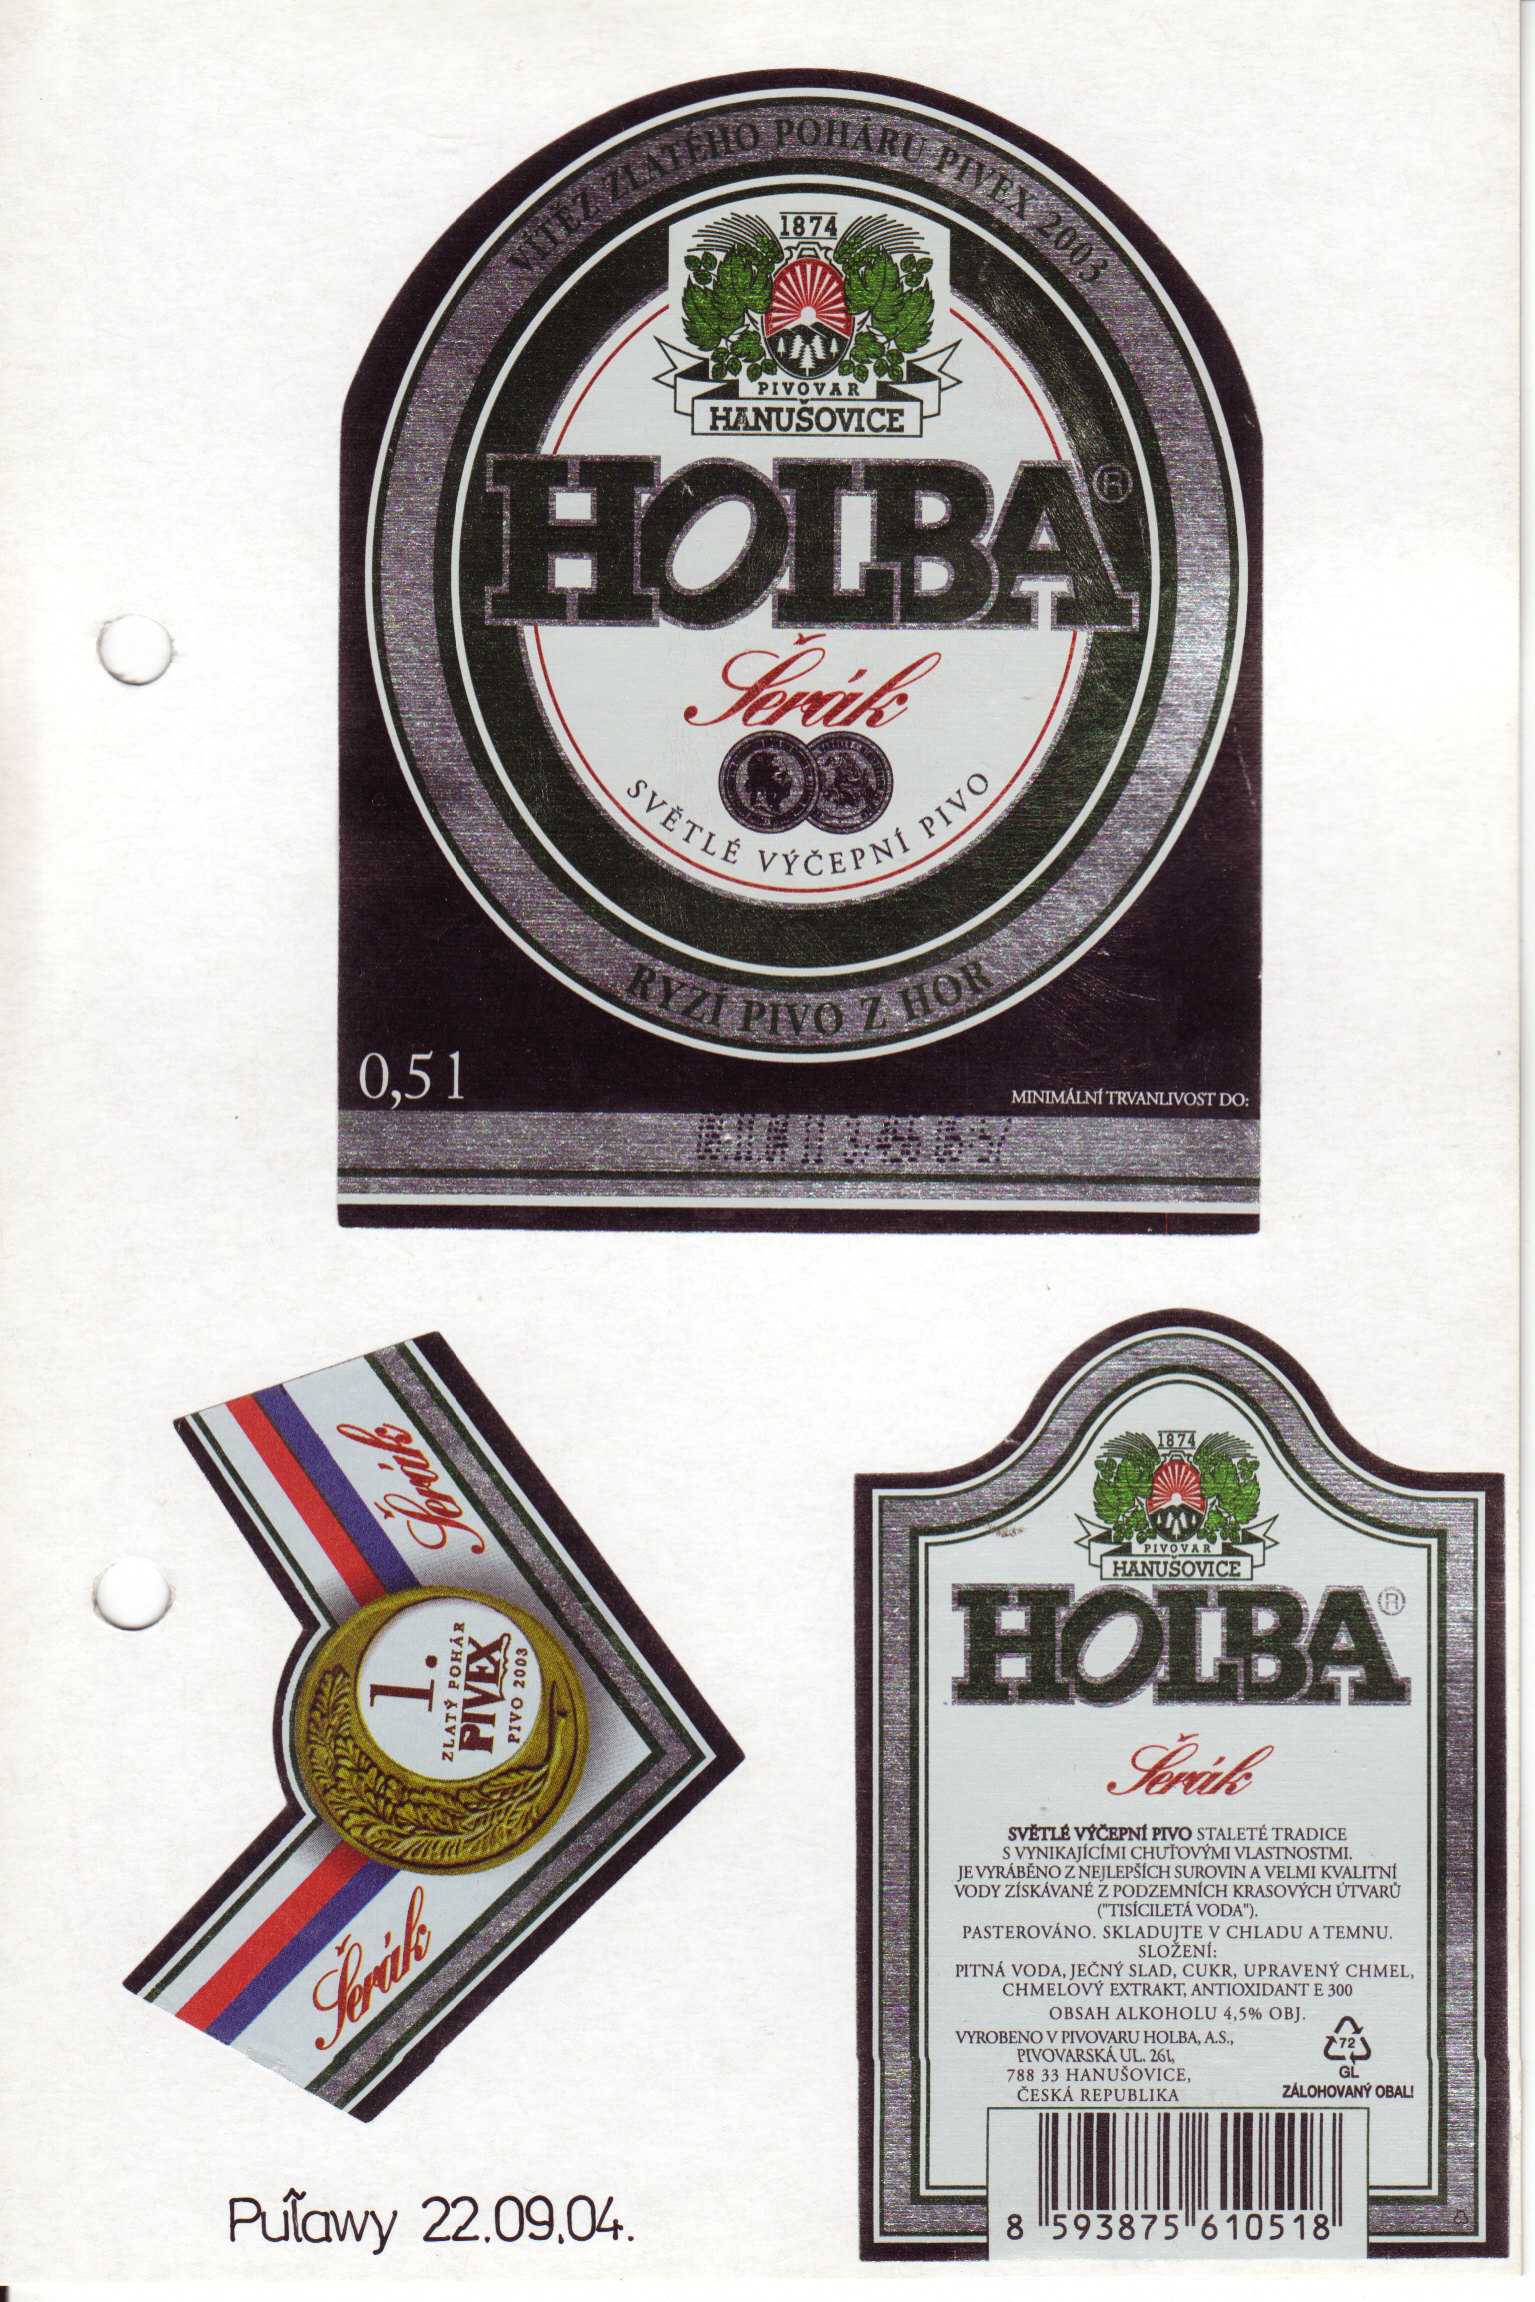 VÍTĚZ ZLATÉHO POHÁRU PIVEX 2003
1874
PIVOVAR
HANUŠOVICE
HOLBA®
Šerák
SVĚTLÉ VÝČEPNÍ PIVO
RYZÍ PIVO Z HOR
0,5 l
MINIMÁLNÍ TRVANLIVOST DO:
Šerák
1.
ZLATÝ POHÁR
PIVEX
PIVO 2003
Šerák
1874
PIVOVAR
HANUŠOVICE
HOLBA®
Šerák
SVĚTLÉ VÝČEPNÍ PIVO STALETÉ TRADICE
S VYNIKAJÍCÍMI CHUŤOVÝMI VLASTNOSTMI.
JE VYRÁBĚNO Z NEJLEPŠÍCH SUROVIN A VELMI KVALITNÍ
VODY ZÍSKÁVANÉ Z PODZEMNÍCH KRASOVÝCH ÚTVARŮ
("TISÍCILETÁ VODA").
PASTEROVÁNO. SKLADUJTE V CHLADU A TEMNU.
SLOŽENÍ:
PITNÁ VODA, JEČNÝ SLAD, CUKR, UPRAVENÝ CHMEL,
CHMELOVÝ EXTRAKT, ANTIOXIDANT E 300
OBSAH ALKOHOLU 4,5% OBJ.
VYROBENO V PIVOVARU HOLBA, A.S.,
PIVOVARSKÁ UL. 261,
788 33 HANUŠOVICE,
ČESKÁ REPUBLIKA
72
GL
ZÁLOHOVANÝ OBAL!
8 593875 610518
Puławy 22.09.04.